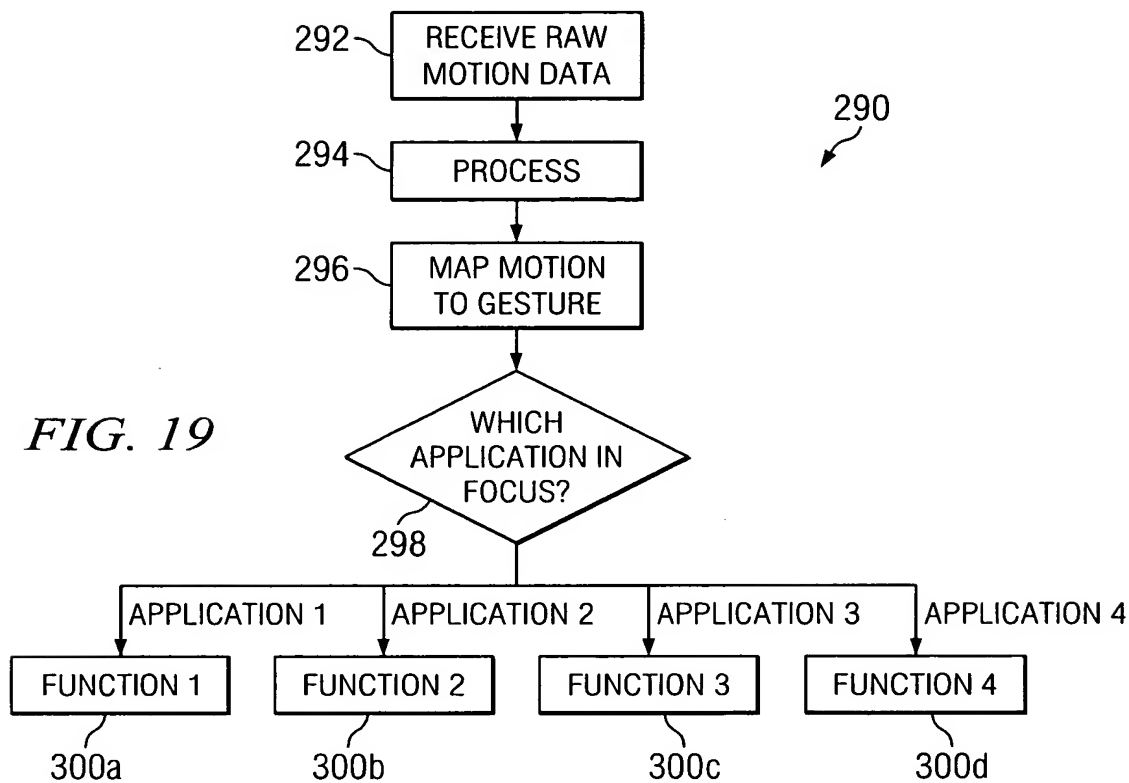 292
RECEIVE RAW
MOTION DATA
290
294
PROCESS
296
MAP MOTION
TO GESTURE
FIG. 19
WHICH
APPLICATION IN
FOCUS?
298
APPLICATION 1
APPLICATION 2
APPLICATION 3
APPLICATION 4
FUNCTION 1
FUNCTION 2
FUNCTION 3
FUNCTION 4
300a
300b
300c
300d